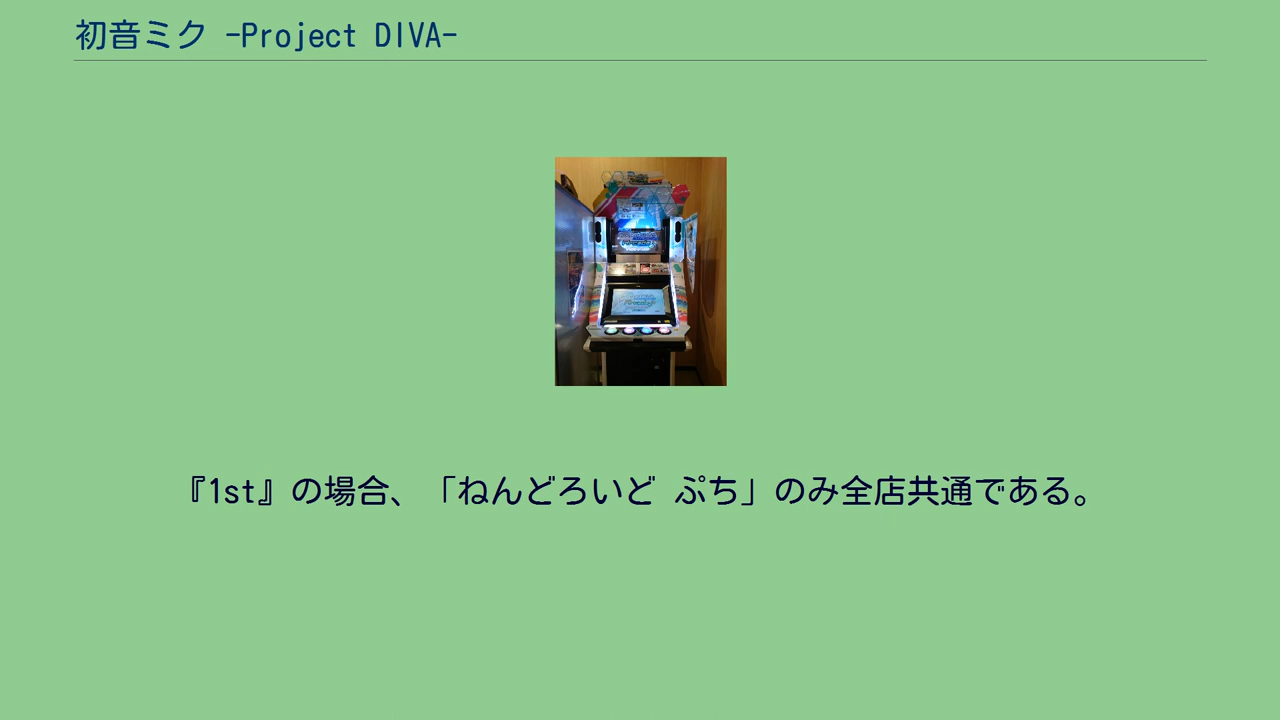 初音ミク -Project DIVA-
『1st』の場合、「ねんどろいど ぷち」のみ全店共通である。